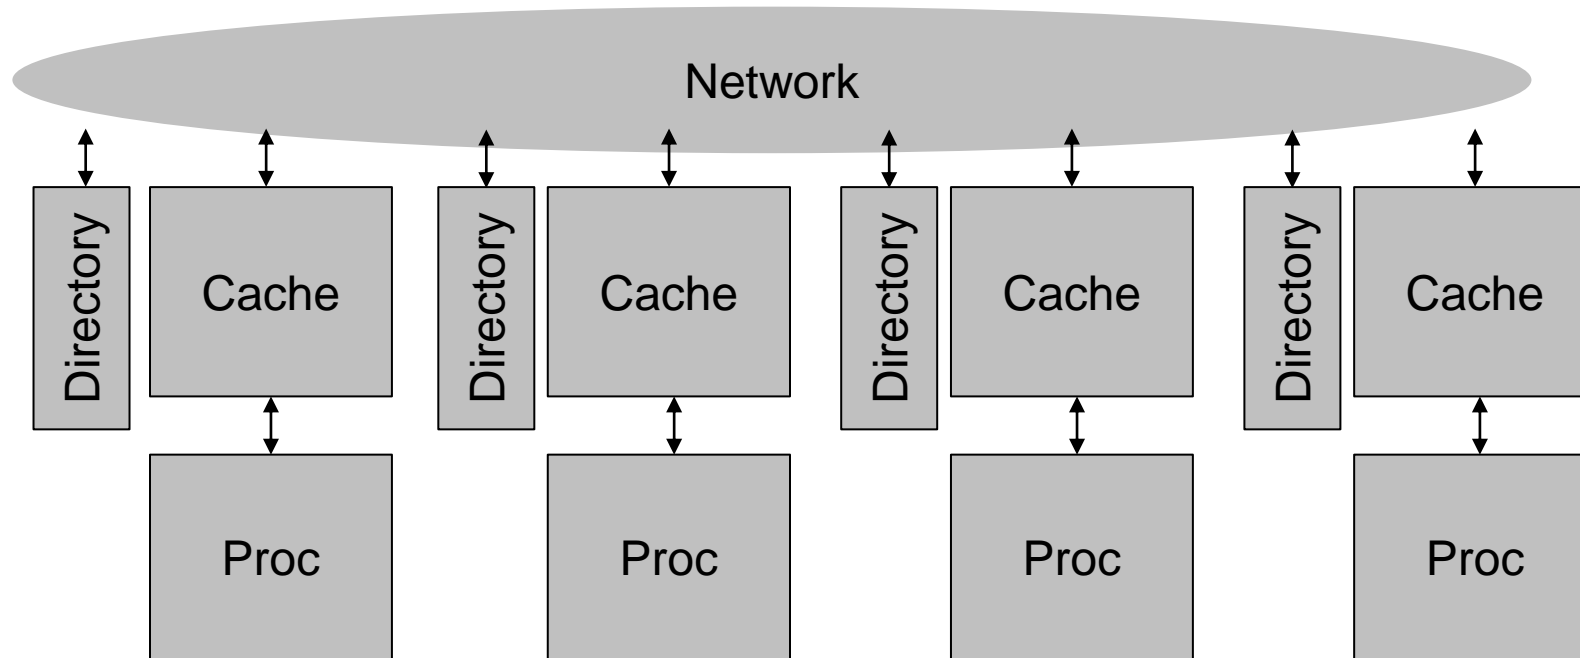 Network
Directory
Cache
Directory
Cache
Directory
Cache
Directory
Cache
Proc
Proc
Proc
Proc